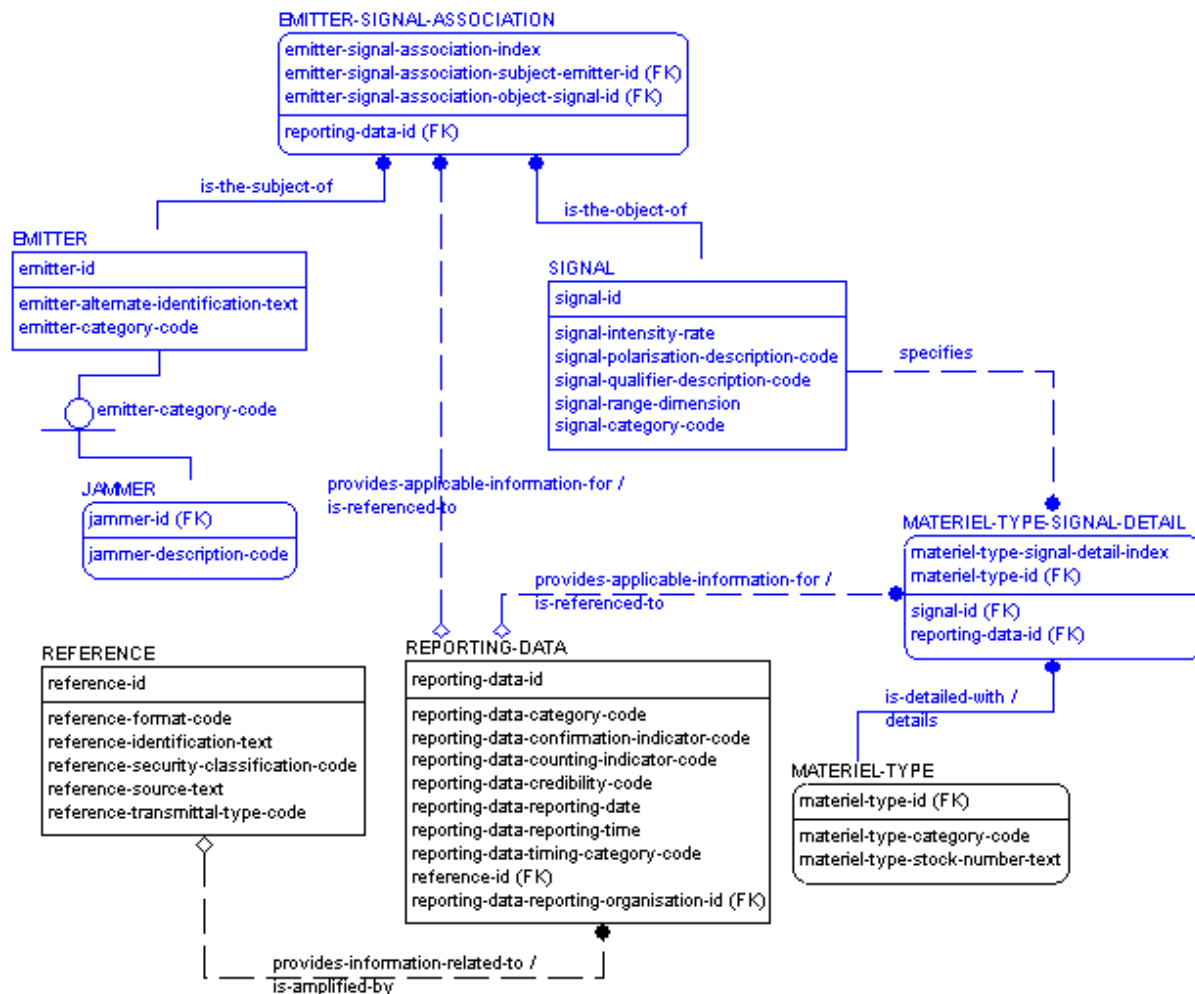 EMITTER-SIGNAL-ASSOCIATION
emitter-signal-association-index
emitter-signal-association-subject-emitter-id (FK)
emitter-signal-association-object-signal-id (FK)
reporting-data-id (FK)
is-the-subject-of
is-the-object-of
EMITTER
emitter-id
emitter-alternate-identification-text
emitter-category-code
SIGNAL
signal-id
signal-intensity-rate
signal-polarisation-description-code
signal-qualifier-description-code
signal-range-dimension
signal-category-code
specifies
emitter-category-code
JAMMER
jammer-id (FK)
jammer-description-code
provides-applicable-information-for /
is-referenced-to
MATERIEL-TYPE-SIGNAL-DETAIL
materiel-type-signal-detail-index
materiel-type-id (FK)
signal-id (FK)
reporting-data-id (FK)
provides-applicable-information-for /
is-referenced-to
REFERENCE
reference-id
reference-format-code
reference-identification-text
reference-security-classification-code
reference-source-text
reference-transmittal-type-code
REPORTING-DATA
reporting-data-id
reporting-data-category-code
reporting-data-confirmation-indicator-code
reporting-data-counting-indicator-code
reporting-data-credibility-code
reporting-data-reporting-date
reporting-data-reporting-time
reporting-data-timing-category-code
reference-id (FK)
reporting-data-reporting-organisation-id (FK)
is-detailed-with /
details
MATERIEL-TYPE
materiel-type-id (FK)
materiel-type-category-code
materiel-type-stock-number-text
provides-information-related-to /
is-amplified-by